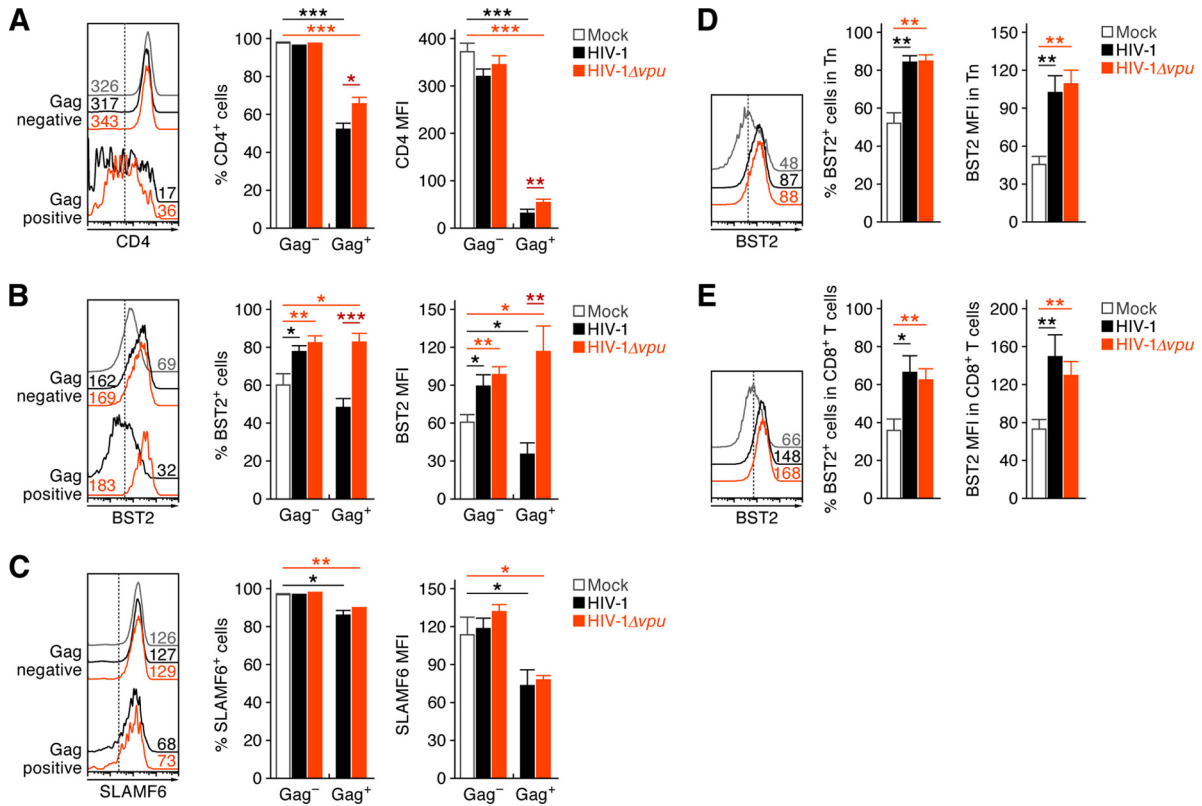 A
Gag
negative
Gag
positive
326
317
343
17
36
CD4
% CD4⁺ cells
100
80
60
40
20
0
***
***
*
Gag⁻ Gag⁺
CD4 MFI
400
300
200
100
0
***
***
**
Gag⁻ Gag⁺
Mock
HIV-1
HIV-1Δvpu
B
Gag
negative
Gag
positive
69
162
169
32
183
BST2
% BST2⁺ cells
100
80
60
40
20
0
*
**
*
***
Gag⁻ Gag⁺
BST2 MFI
150
120
90
60
30
0
**
*
*
**
*
Gag⁻ Gag⁺
Mock
HIV-1
HIV-1Δvpu
C
Gag
negative
Gag
positive
126
127
129
68
73
SLAMF6
% SLAMF6⁺ cells
100
80
60
40
20
0
**
*
Gag⁻ Gag⁺
SLAMF6 MFI
150
120
90
60
30
0
*
*
Gag⁻ Gag⁺
Mock
HIV-1
HIV-1Δvpu
D
48
87
88
BST2
% BST2⁺ cells in Tn
100
80
60
40
20
0
**
**
BST2 MFI in Tn
150
120
90
60
30
0
**
**
Mock
HIV-1
HIV-1Δvpu
E
66
148
168
BST2
% BST2⁺ cells in CD8⁺ T cells
100
80
60
40
20
0
**
*
BST2 MFI in CD8⁺ T cells
200
160
120
80
40
0
**
**
Mock
HIV-1
HIV-1Δvpu